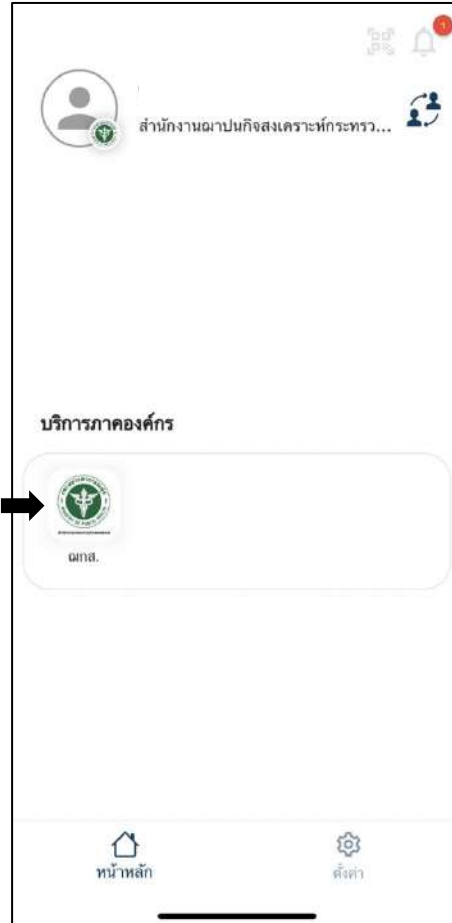 1
สำนักงานฌาปนกิจสงเคราะห์กระทรว...
บริการภาคองค์กร
ฌกส.
หน้าหลัก
ตั้งค่า